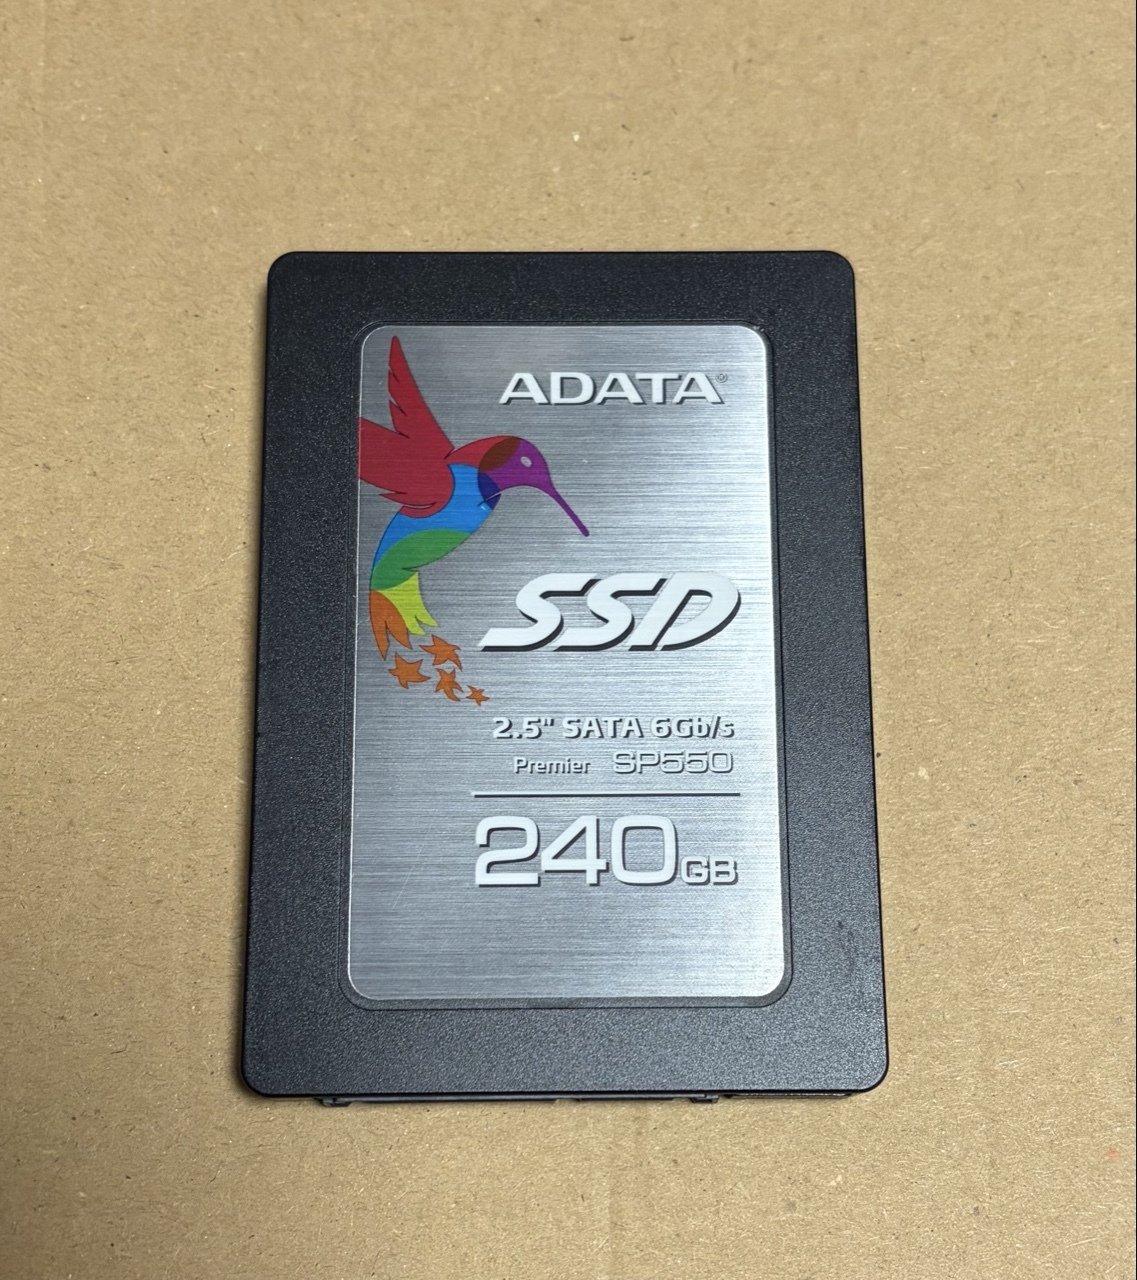 ADATA®
SSD
2.5" SATA 6Gb/s
Premier SP550
240GB